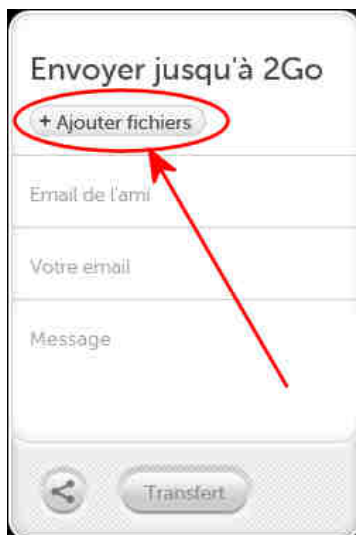 Envoyer jusqu'à 2Go
+ Ajouter fichiers
Email de l'ami
Votre email
Message
Transfert